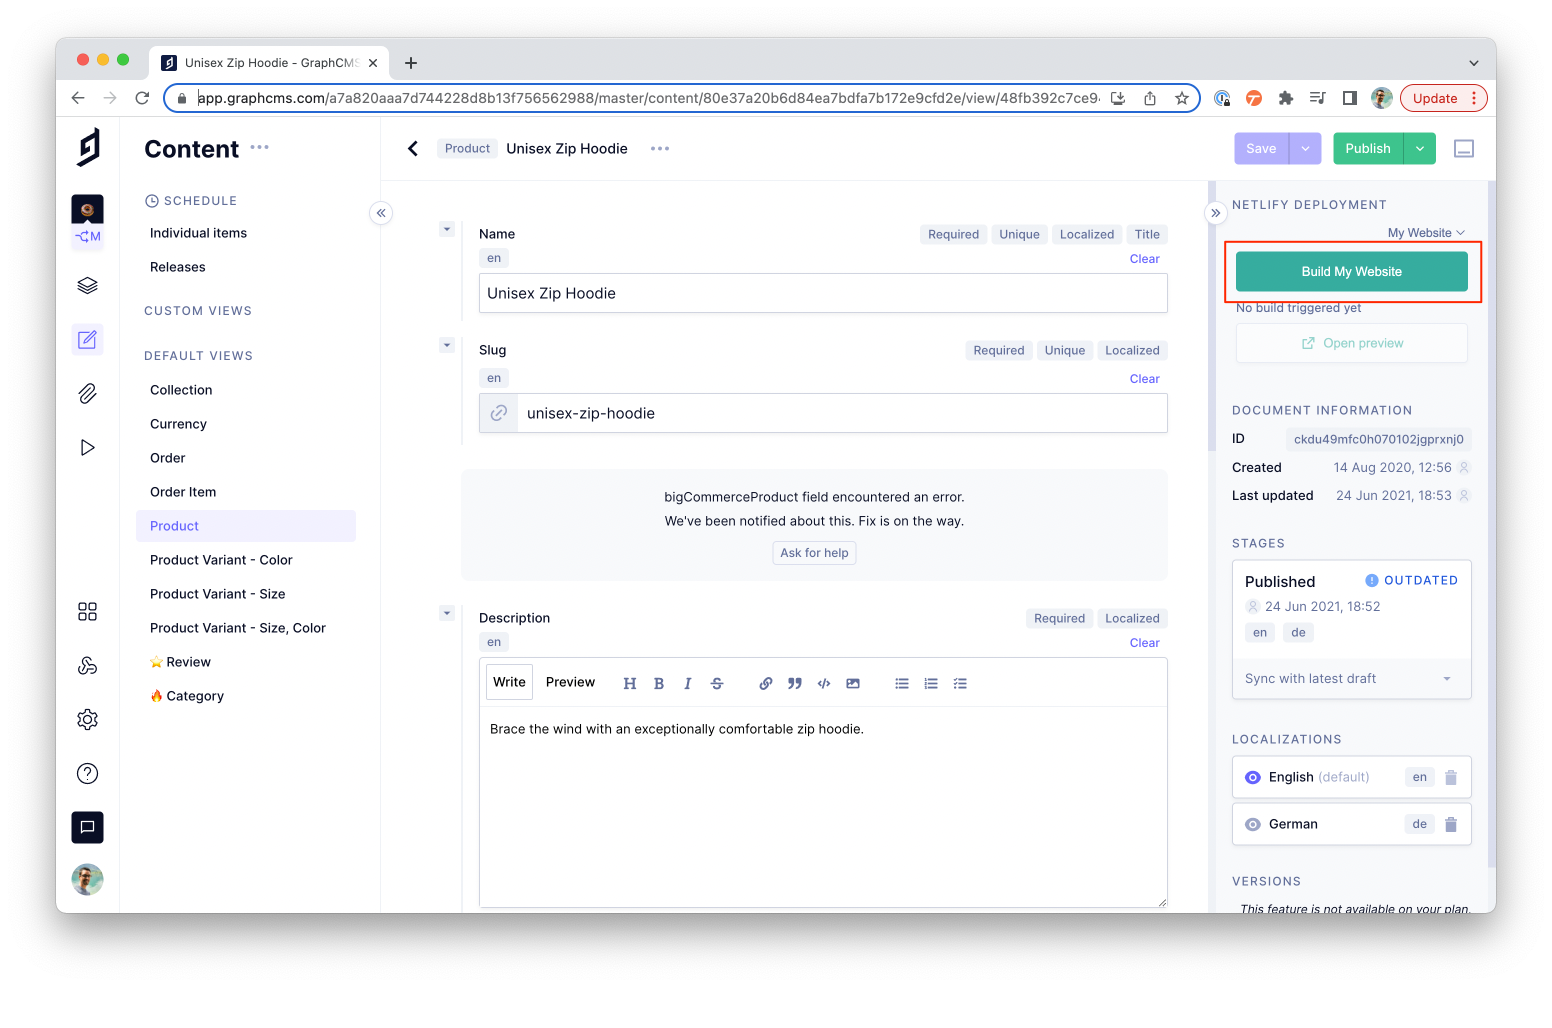 Unisex Zip Hoodie - GraphCMS
app.graphcms.com/a7a820aaa7d744228d8b13f756562988/master/content/80e37a20b6d84ea7bdfa7b172e9cfd2e/view/48fb392c7ce9
Update
Content
Product
Unisex Zip Hoodie
Save
Publish
M
SCHEDULE
Individual items
Releases
CUSTOM VIEWS
DEFAULT VIEWS
Collection
Currency
Order
Order Item
Product
Product Variant - Color
Product Variant - Size
Product Variant - Size, Color
Review
Category
Name
Required
Unique
Localized
Title
en
Clear
Unisex Zip Hoodie
Slug
Required
Unique
Localized
en
Clear
unisex-zip-hoodie
bigCommerceProduct field encountered an error.
We've been notified about this. Fix is on the way.
Ask for help
Description
Required
Localized
en
Clear
Write
Preview
H B I S
Brace the wind with an exceptionally comfortable zip hoodie.
NETLIFY DEPLOYMENT
My Website
Build My Website
No build triggered yet
Open preview
DOCUMENT INFORMATION
ID
ckdu49mfc0h070102jgprxnj0
Created
14 Aug 2020, 12:56
Last updated
24 Jun 2021, 18:53
STAGES
Published
OUTDATED
24 Jun 2021, 18:52
en
de
Sync with latest draft
LOCALIZATIONS
English (default)
en
German
de
VERSIONS
This feature is not available on your plan.